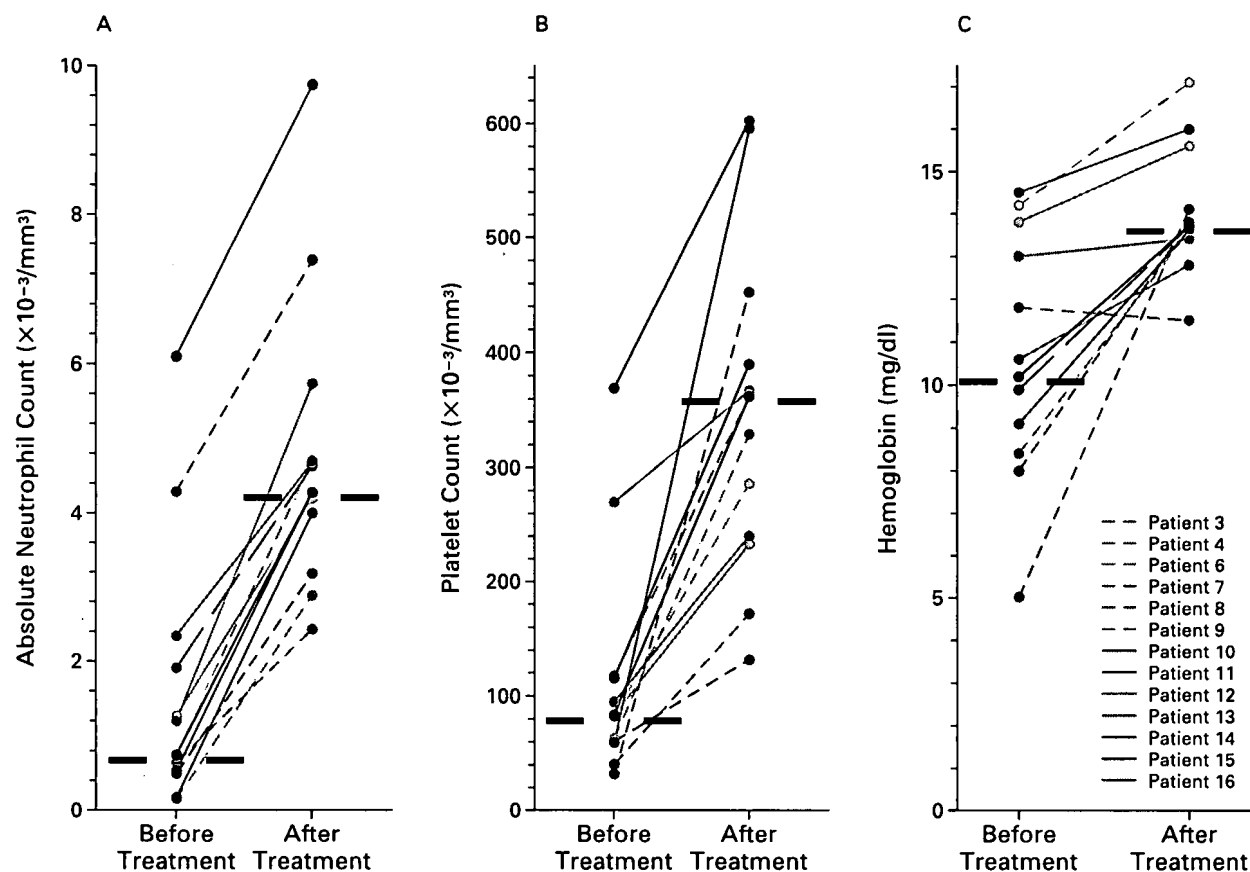 A
Absolute Neutrophil Count (×10⁻³/mm³)
10
8
6
4
2
0
Before Treatment
After Treatment
B
Platelet Count (×10⁻³/mm³)
600
500
400
300
200
100
0
Before Treatment
After Treatment
C
Hemoglobin (mg/dl)
15
10
5
0
Before Treatment
After Treatment
Patient 3
Patient 4
Patient 6
Patient 7
Patient 8
Patient 9
Patient 10
Patient 11
Patient 12
Patient 13
Patient 14
Patient 15
Patient 16